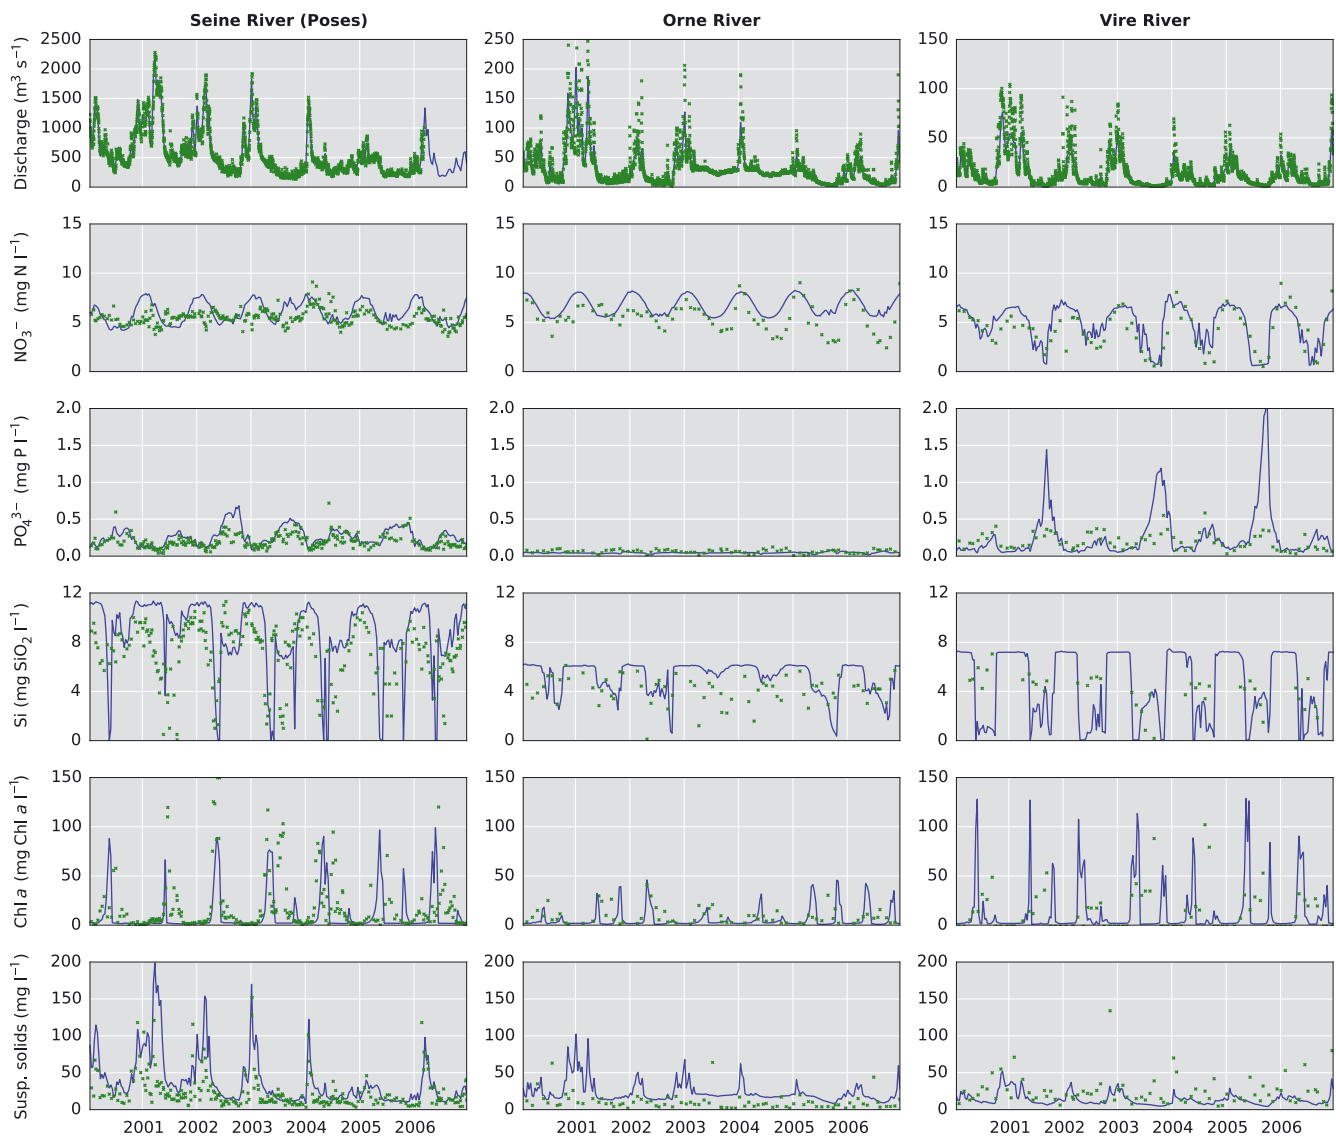 Seine River (Poses) Orne River Vire River
Discharge (m³ s⁻¹)
2500 2000 1500 1000 500 0
250 200 150 100 50 0
150 100 50 0
NO₃⁻ (mg N l⁻¹)
15 10 5 0
15 10 5 0
15 10 5 0
PO₄³⁻ (mg P l⁻¹)
2.0 1.5 1.0 0.5 0.0
2.0 1.5 1.0 0.5 0.0
2.0 1.5 1.0 0.5 0.0
Si (mg SiO₂ l⁻¹)
12 8 4 0
12 8 4 0
12 8 4 0
Chl a (mg Chl a l⁻¹)
150 100 50 0
150 100 50 0
150 100 50 0
Susp. solids (mg l⁻¹)
200 150 100 50 0
200 150 100 50 0
200 150 100 50 0
2001 2002 2003 2004 2005 2006
2001 2002 2003 2004 2005 2006
2001 2002 2003 2004 2005 2006